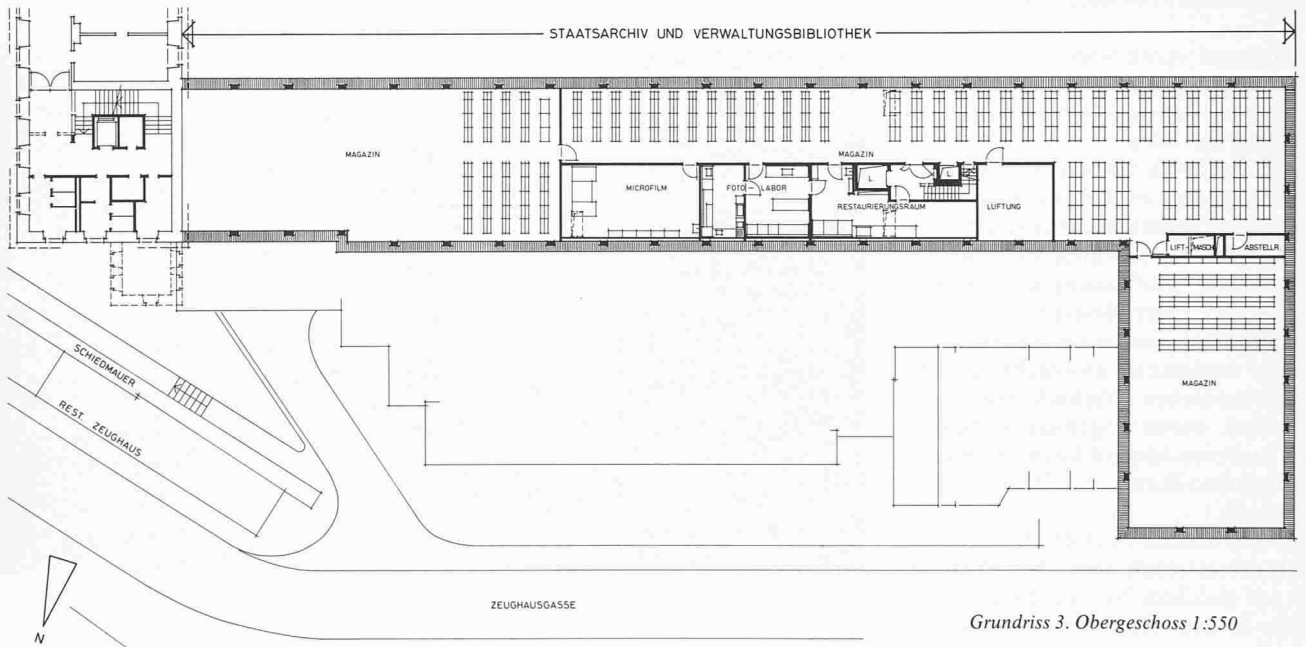 STAATSARCHIV UND VERWALTUNGSBIBLIOTHEK
MAGAZIN
MAGAZIN
MICROFILM
FOTO - LABOR
L.
L.
RESTAURIERUNGSRAUM
LÜFTUNG
LIFT - MASCH.
ABSTELLR.
MAGAZIN
SCHIEDMAUER
REST. ZEUGHAUS
ZEUGHAUSGASSE
N
Grundriss 3. Obergeschoss 1:550